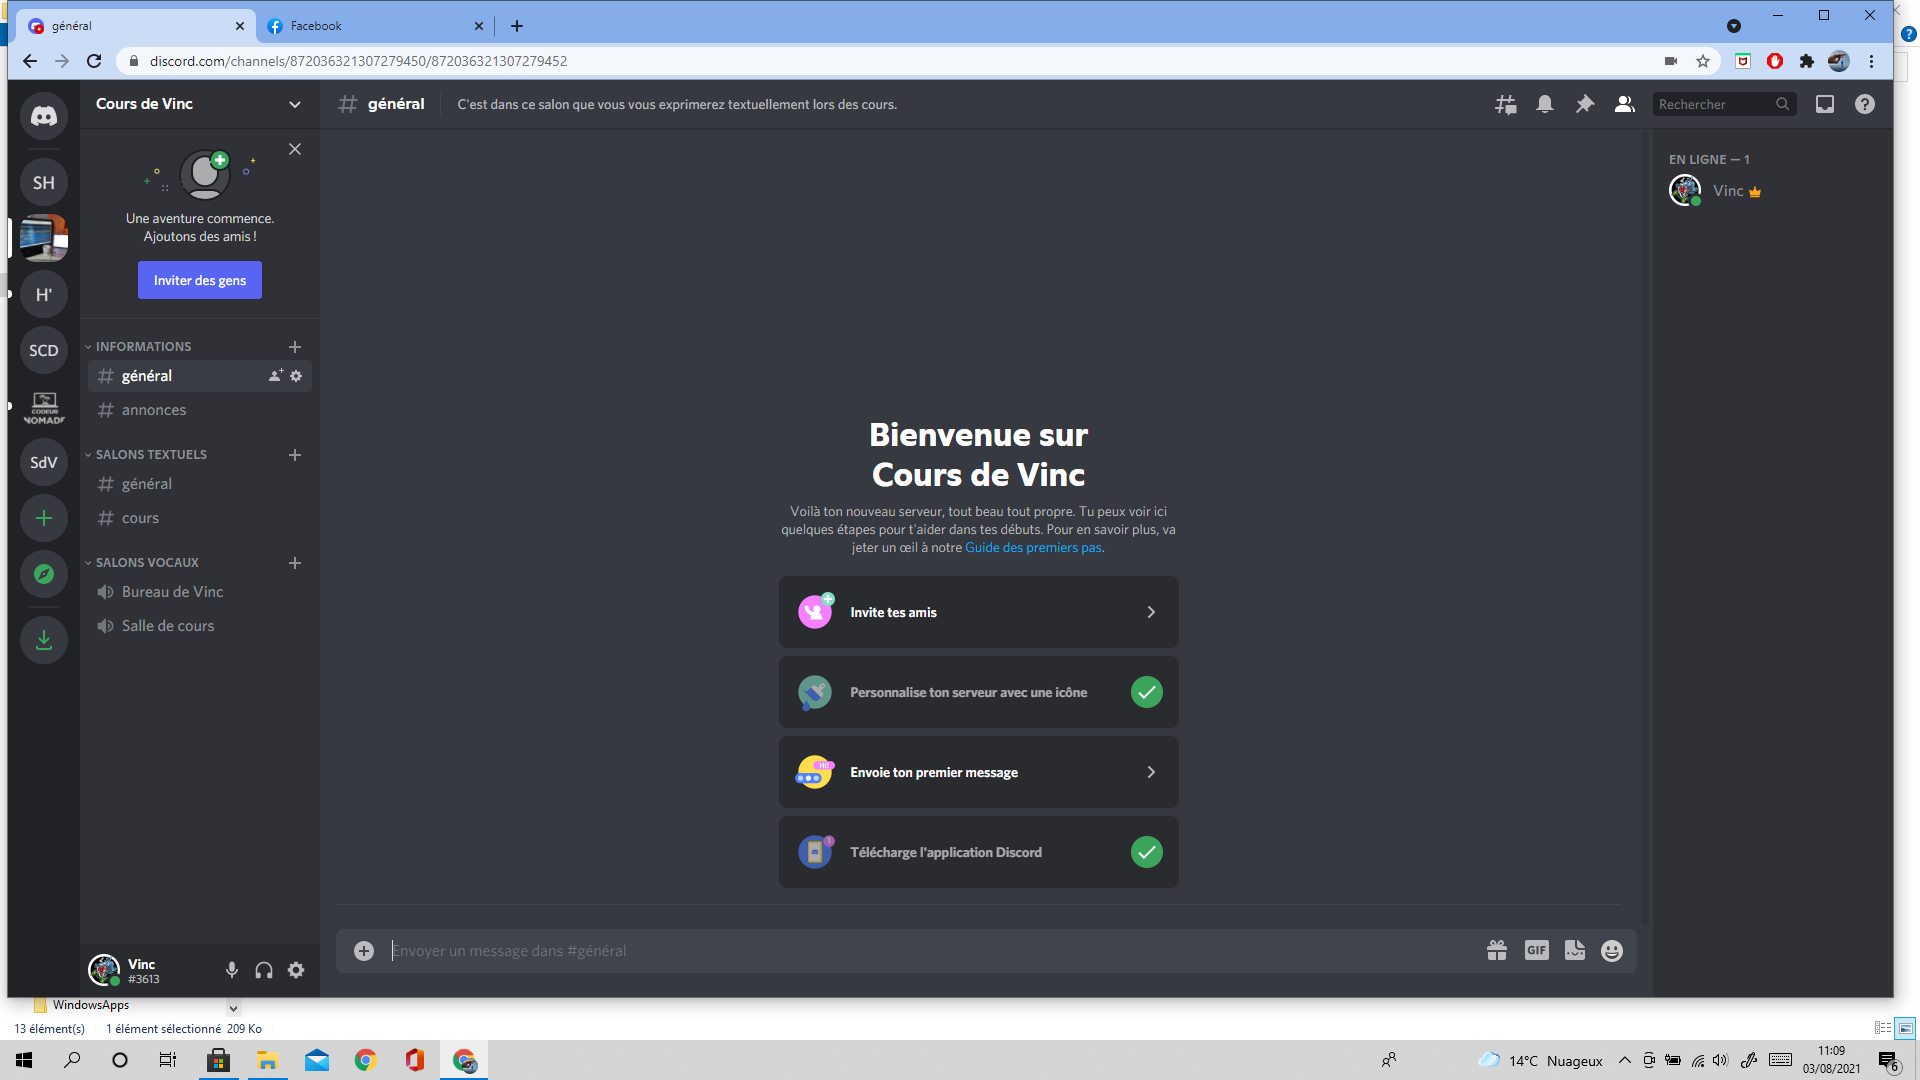 général
Facebook
discord.com/channels/872036321307279450/872036321307279452
Cours de Vinc
général
C'est dans ce salon que vous vous exprimerez textuellement lors des cours.
Rechercher
SH
H'
SCD
CODEUR
NOMADE
SdV
Une aventure commence.
Ajoutons des amis !
Inviter des gens
INFORMATIONS
général
annonces
SALONS TEXTUELS
général
cours
SALONS VOCAUX
Bureau de Vinc
Salle de cours
Vinc
#3613
Bienvenue sur
Cours de Vinc
Voilà ton nouveau serveur, tout beau tout propre. Tu peux voir ici
quelques étapes pour t'aider dans tes débuts. Pour en savoir plus, va
jeter un œil à notre Guide des premiers pas.
Invite tes amis
Personnalise ton serveur avec une icône
HI!
Envoie ton premier message
1
Télécharge l'application Discord
Envoyer un message dans #général
GIF
EN LIGNE — 1
Vinc
WindowsApps
13 élément(s) 1 élément sélectionné 209 Ko
14°C Nuageux
11:09
03/08/2021
6